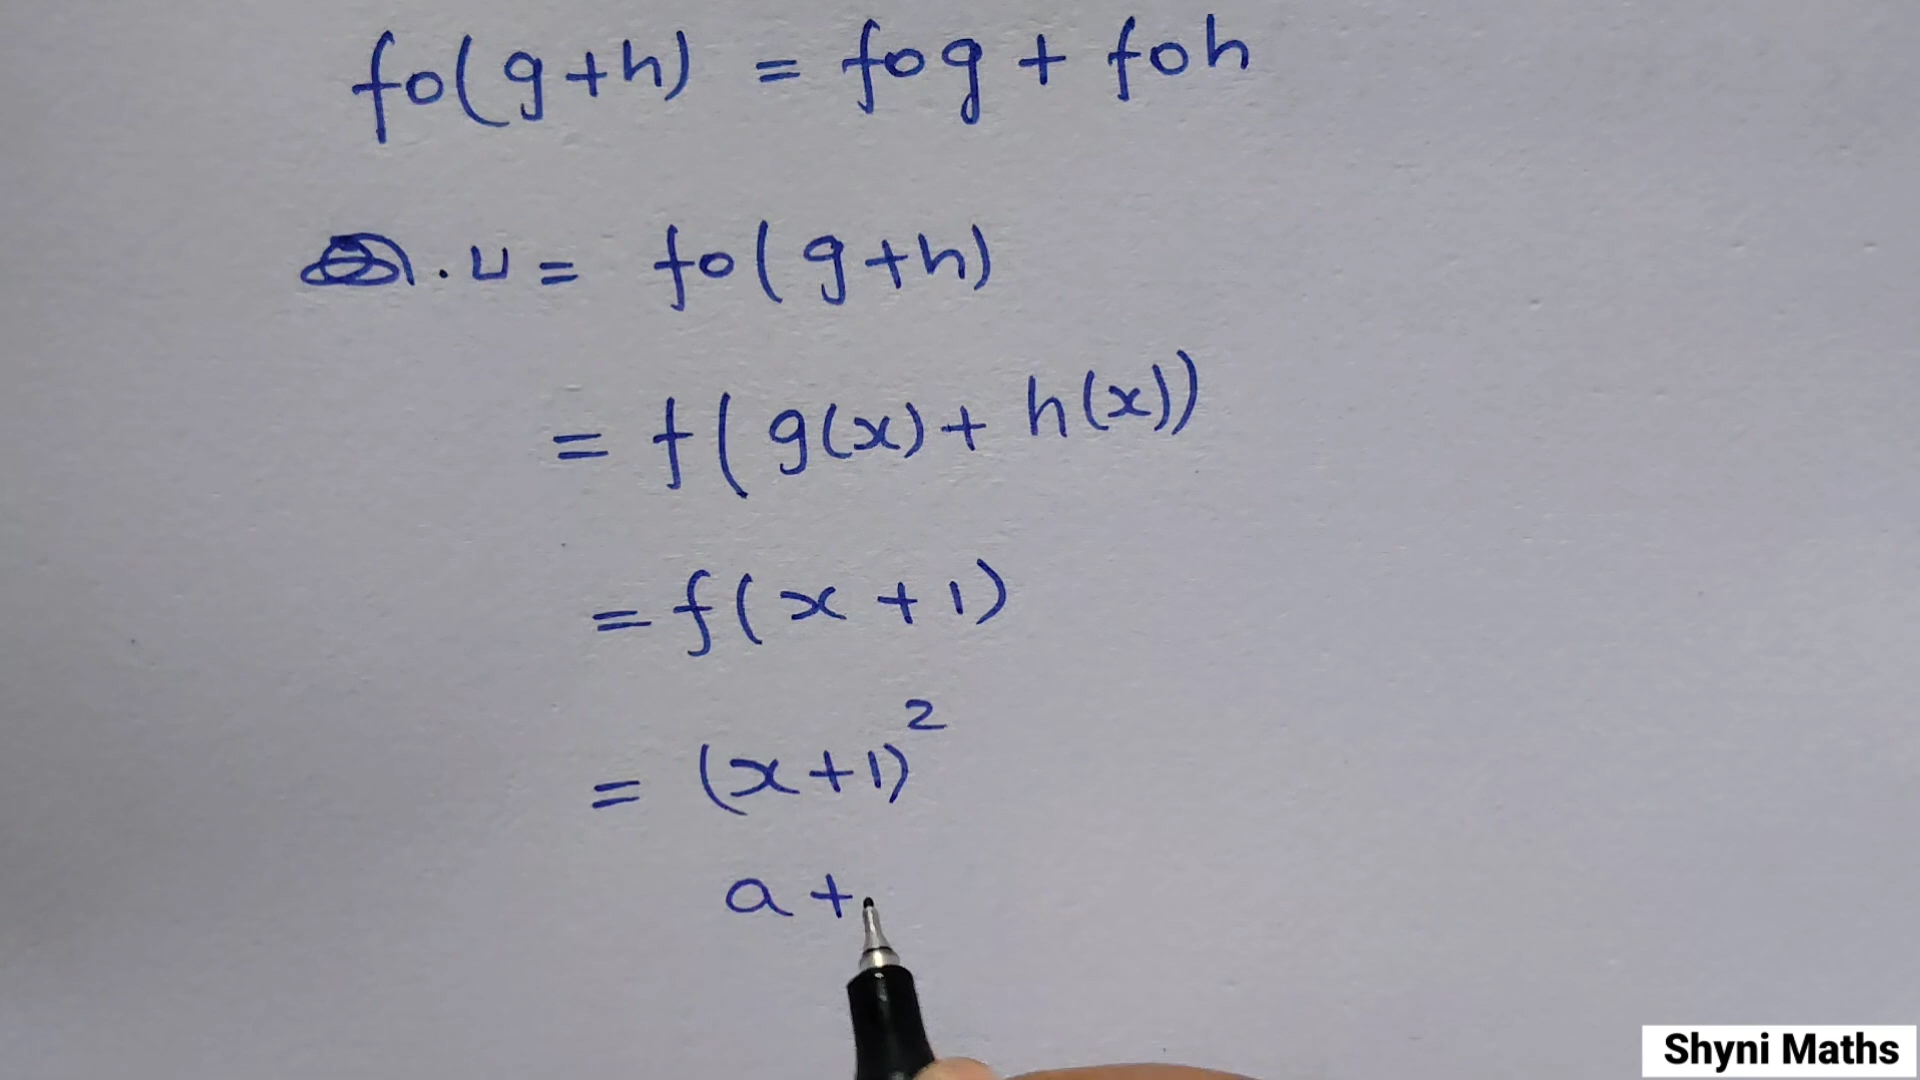 fo(g+h) = fog + foh
இ.ப = fo(g+h)
= f(g(x)+h(x))
= f(x+1)
= (x+1)²
a +
Shyni Maths